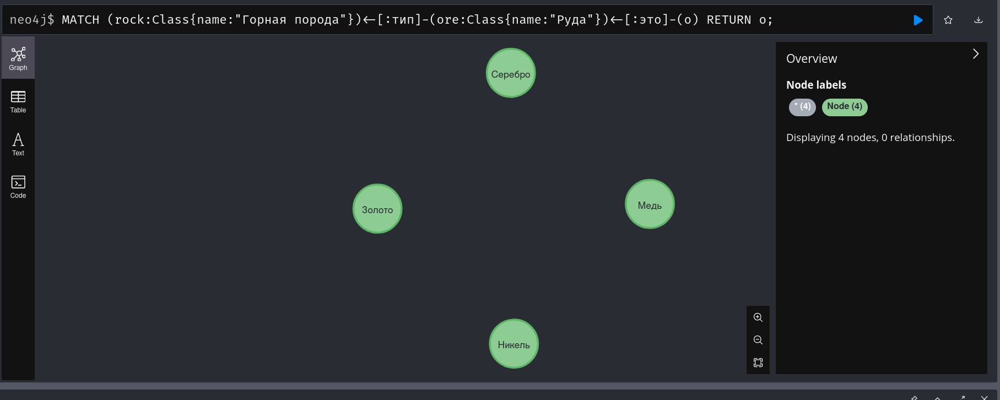 neo4j$ MATCH (rock:Class{name:"Горная порода"})<-[:тип]-(ore:Class{name:"Руда"})<-[:это]-(o) RETURN o;
Graph
Table
Text
Code
Серебро
Золото
Медь
Никель
Overview
Node labels
* (4) Node (4)
Displaying 4 nodes, 0 relationships.